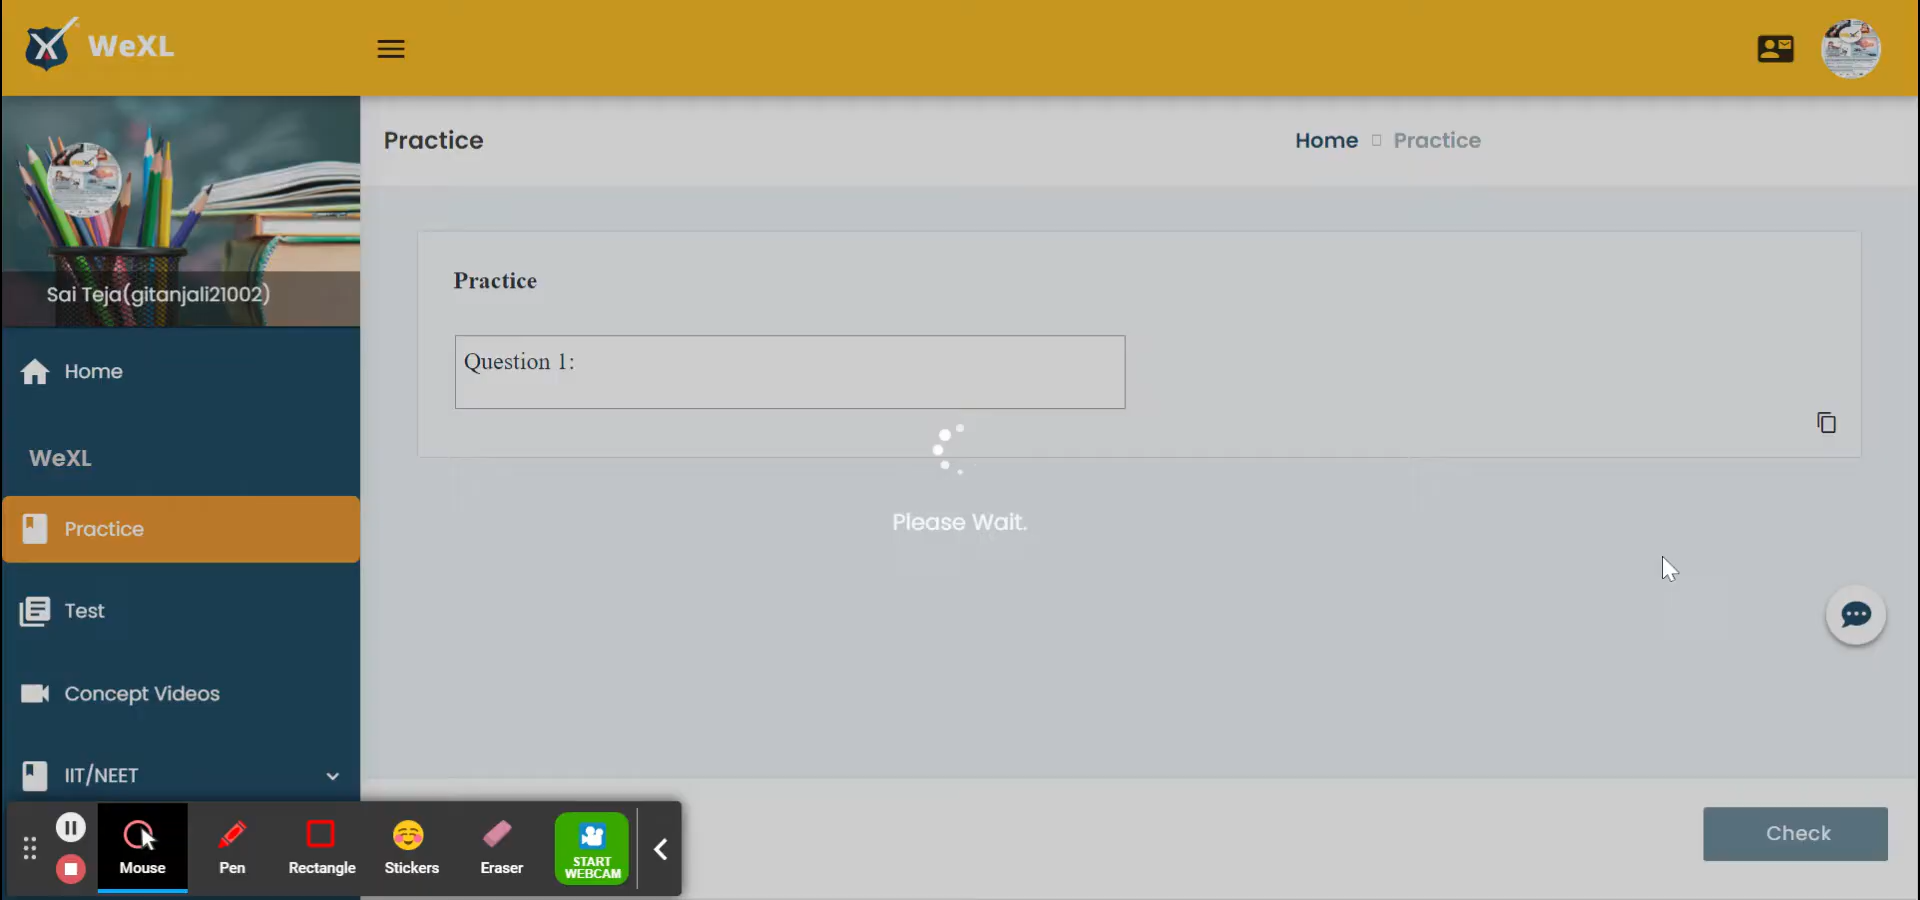 WeXL
Practice
Home Practice
Sai Teja(gitanjali21002)
Practice
Question 1:
Home
WeXL
Practice
Please Wait.
Test
Concept Videos
IIT/NEET
Check
Mouse
Pen
Rectangle
Stickers
Eraser
START
WEBCAM